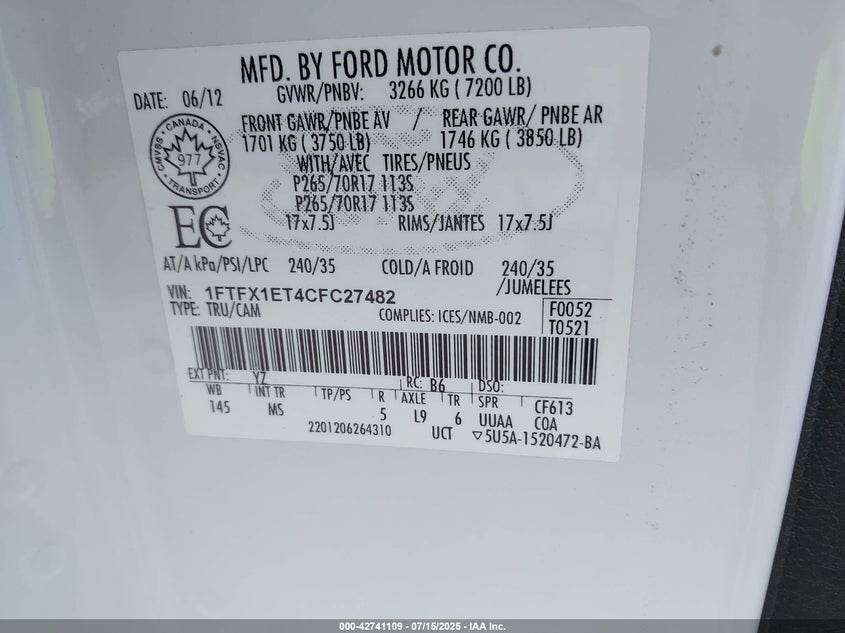 MFD. BY FORD MOTOR CO.
DATE: 06/12
GVWR/PNBV: 3266 KG ( 7200 LB)
FRONT GAWR/PNBE AV / REAR GAWR/ PNBE AR
1701 KG ( 3750 LB) 1746 KG ( 3850 LB)
WITH/AVEC TIRES/PNEUS
P265/70R17 113S
P265/70R17 113S
17x7.5J RIMS/JANTES 17x7.5J
CANADA
CMVSS NSVAC
977
TRANSPORT
EC
AT/A kPa/PSI/LPC 240/35 COLD/A FROID 240/35
/JUMELEES
VIN: 1FTFX1ET4CFC27482
TYPE: TRU/CAM COMPLIES: ICES/NMB-002
F0052
T0521
EXT PNT: YZ RC: B6 DSO:
WB INT TR TP/PS R AXLE TR SPR CF613
145 MS 5 L9 6 UUAA COA
2201206264310 UCT ▽5U5A-1520472-BA
000-42741109 - 07/15/2025 - IAA Inc.